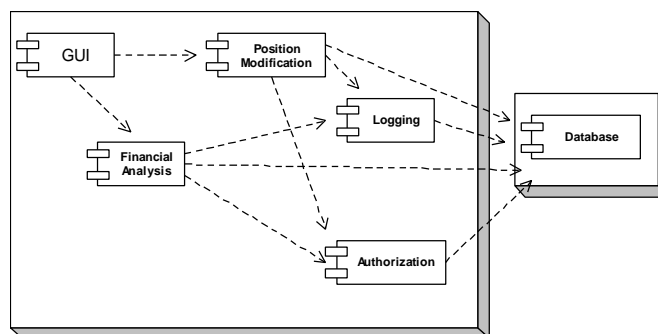 GUI
Position
Modification
Logging
Database
Financial
Analysis
Authorization